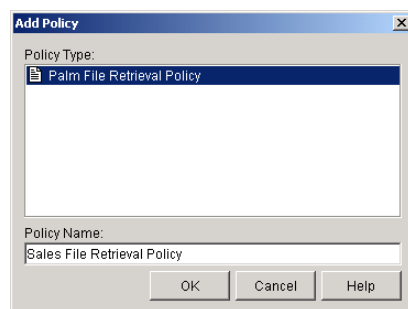 Add Policy
Policy Type:
Palm File Retrieval Policy
Policy Name:
Sales File Retrieval Policy
OK Cancel Help